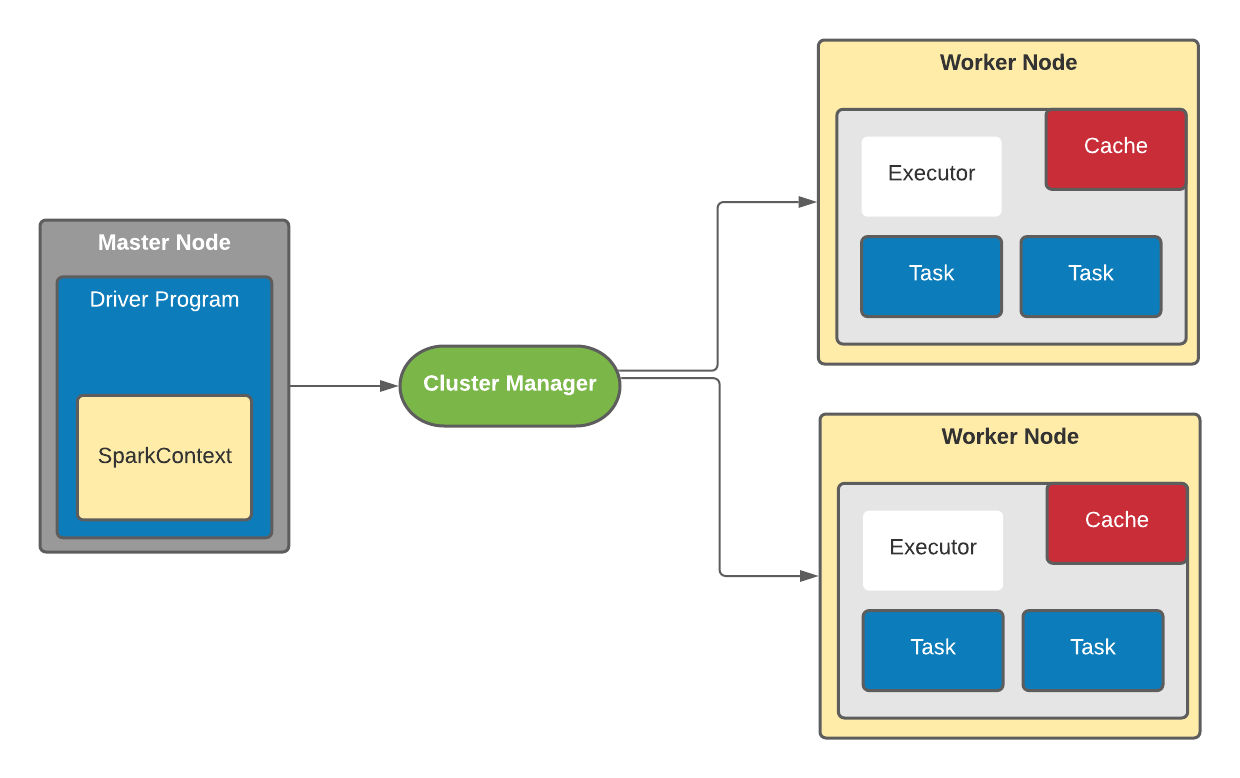 Master Node
Driver Program
SparkContext
Cluster Manager
Worker Node
Executor
Cache
Task
Task
Worker Node
Executor
Cache
Task
Task